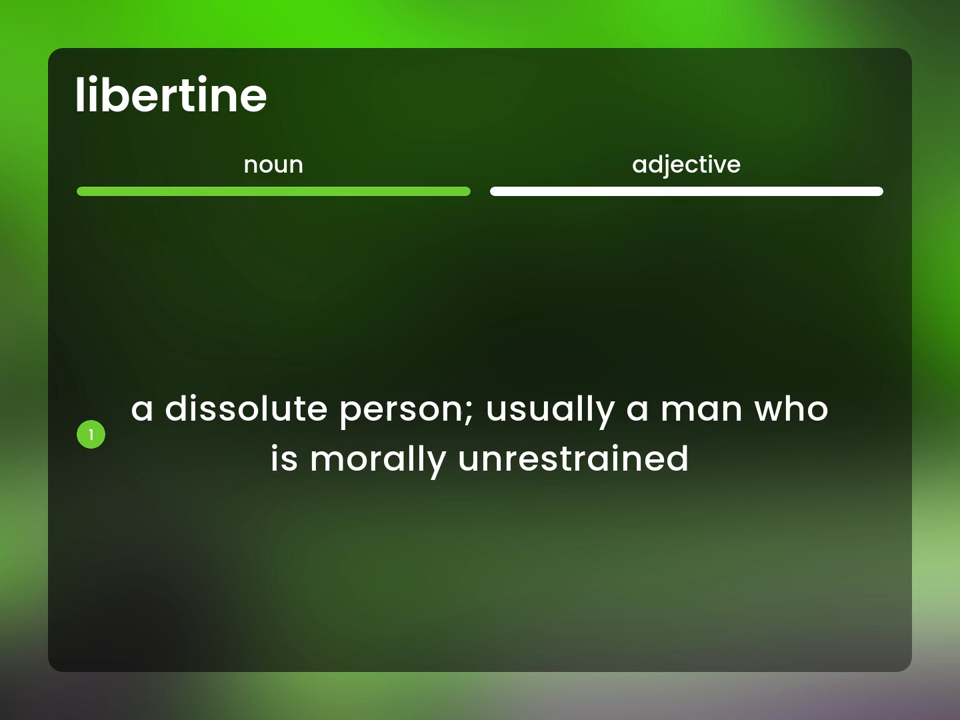 libertine
noun
adjective
1
a dissolute person; usually a man who
is morally unrestrained